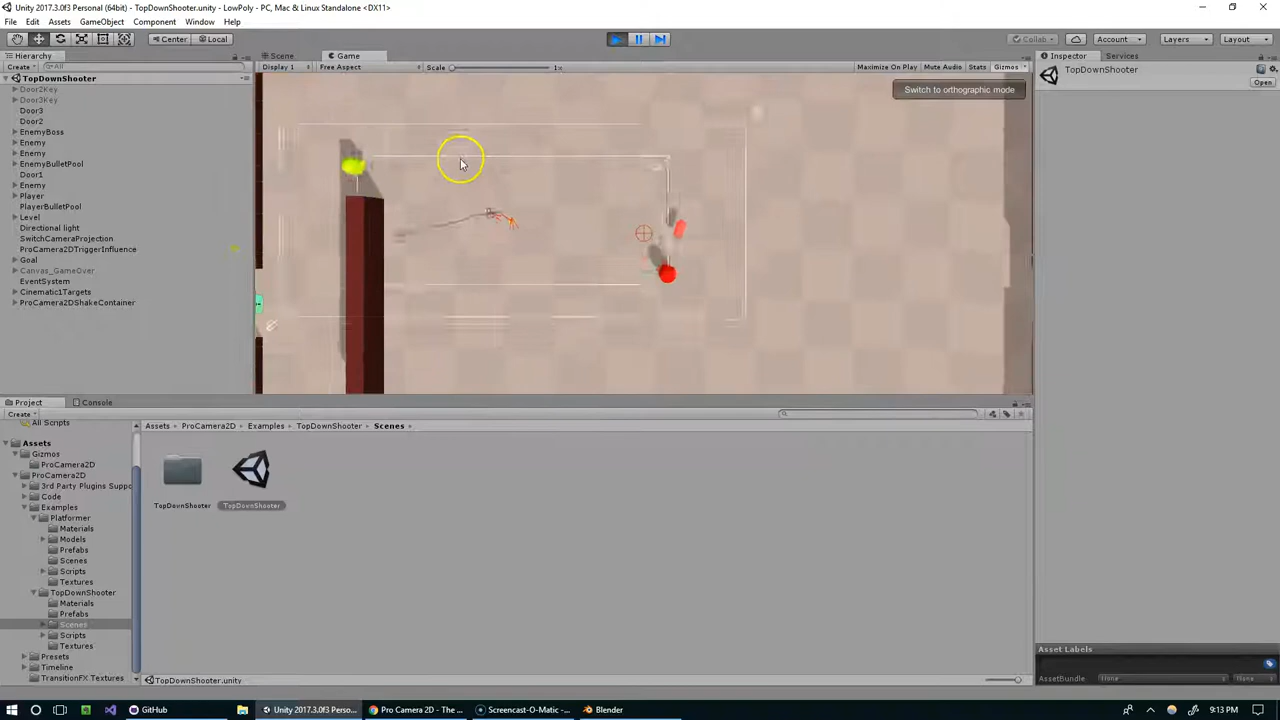 Unity 2017.3.0f3 Personal (64bit) - TopDownShooter.unity - LowPoly - PC, Mac & Linux Standalone <DX11>
File Edit Assets GameObject Component Window Help
Center Local Collab Account Layers Layout
Hierarchy Scene Game Inspector Services
Create All Display 1 Free Aspect Scale 1x Maximize On Play Mute Audio Stats Gizmos
TopDownShooter
TopDownShooter
Open
Switch to orthographic mode
Door2Key
Door3Key
Door3
Door2
EnemyBoss
Enemy
Enemy
EnemyBulletPool
Door1
Enemy
Player
PlayerBulletPool
Level
Directional light
SwitchCameraProjection
ProCamera2DTriggerInfluence
Goal
Canvas_GameOver
EventSystem
Cinematic1Targets
ProCamera2DShakeContainer
Project Console
Create
All Scripts
Assets
Gizmos
ProCamera2D
ProCamera2D
3rd Party Plugins Suppo
Code
Examples
Platformer
Materials
Models
Prefabs
Scenes
Scripts
Textures
TopDownShooter
Materials
Prefabs
Scenes
Scripts
Textures
Presets
Timeline
TransitionFX Textures
Assets ProCamera2D Examples TopDownShooter Scenes
TopDownShooter TopDownShooter
TopDownShooter.unity
Asset Labels
AssetBundle None None
GitHub Unity 2017.3.0f3 Perso... Pro Camera 2D - The ... Screencast-O-Matic - ... Blender 9:13 PM